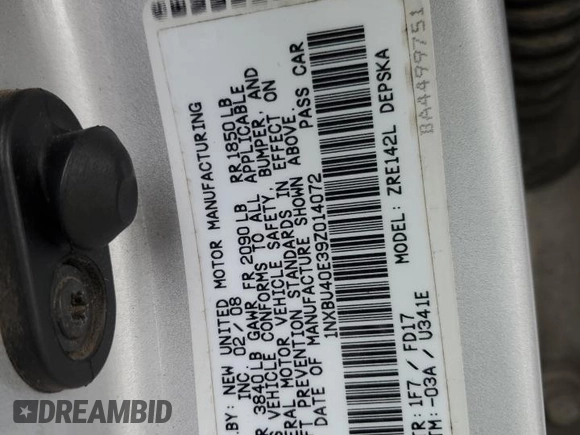 .BY: NEW UNITED MOTOR MANUFACTURING
INC. 02/08
3840LB GAWR FR 2090LB RR1850LB
VEHICLE CONFORMS TO ALL APPLICABLE
ERAL MOTOR VEHICLE SAFETY, BUMPER, AND
T PREVENTION STANDARDS IN EFFECT ON
DATE OF MANUFACTURE SHOWN ABOVE.
1NXBU40E39Z014072 PASS CAR
MODEL: ZRE142L DEPSKA
TR: 1F7 / FD17
TM: -03A / U341E
BA4499751
DREAMBID